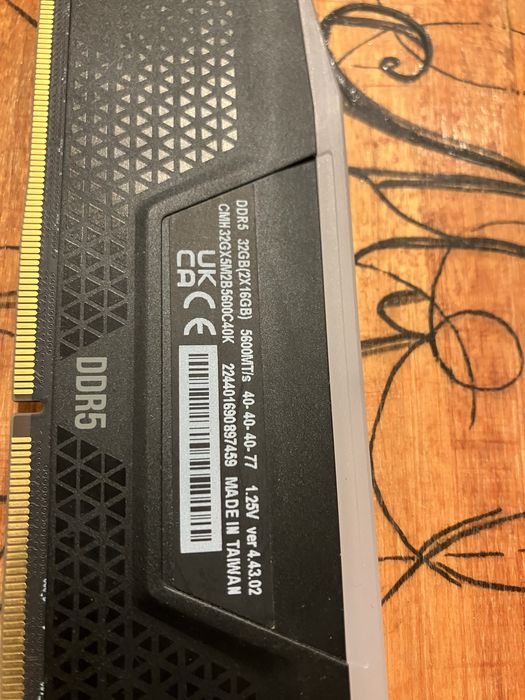 DDR5 32GB(2X16GB) 5600MT/s 40-40-40-77 1.25V ver 4.43.02
CMH32GX5M2B5600C40K 224401690897459 MADE IN TAIWAN
UK
CA CE
DDR5